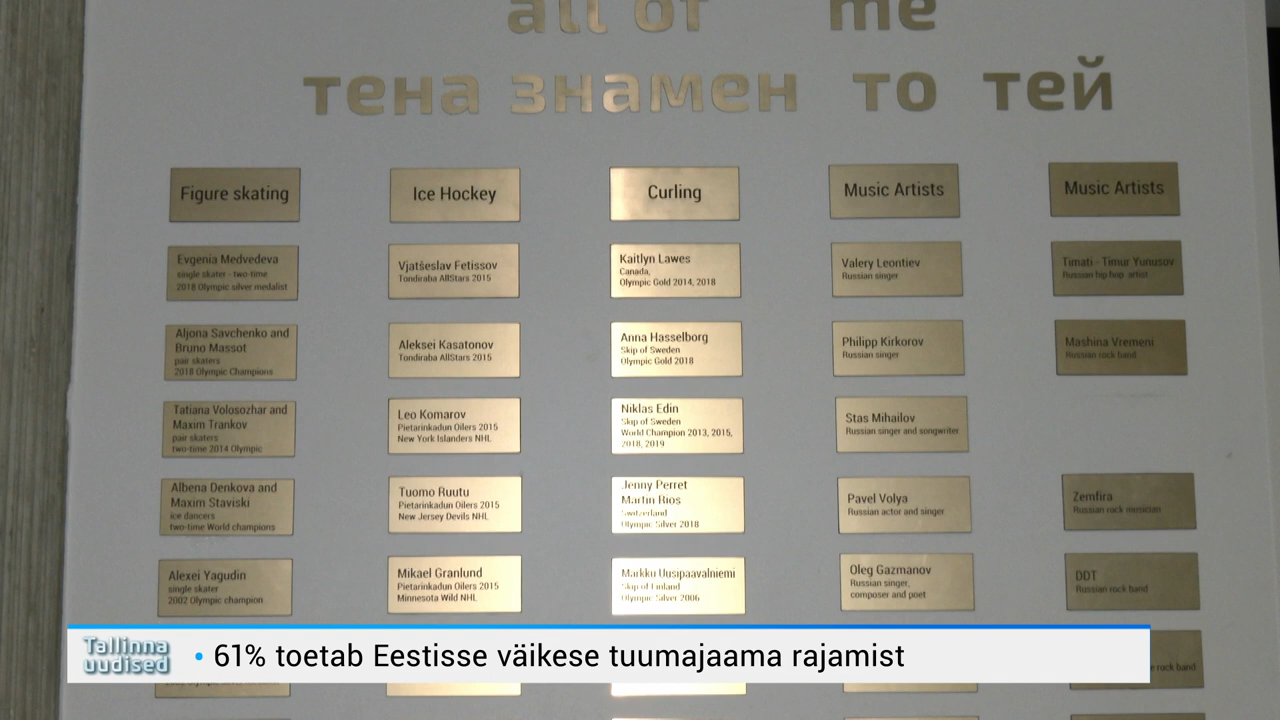 all of me
тена знамен то тей
Figure skating
Ice Hockey
Curling
Music Artists
Music Artists
Evgenia Medvedeva
single skater - two-time
2018 Olympic silver medalist
Vjatšeslav Fetissov
Tondiraba AllStars 2015
Kaitlyn Lawes
Canada,
Olympic Gold 2014, 2018
Valery Leontiev
Russian singer
Timati - Timur Yunusov
Russian hip hop artist
Aljona Savchenko and
Bruno Massot
pair skaters
2018 Olympic Champions
Aleksei Kasatonov
Tondiraba AllStars 2015
Anna Hasselborg
Skip of Sweden
Olympic Gold 2018
Philipp Kirkorov
Russian singer
Mashina Vremeni
Russian rock band
Tatiana Volosozhar and
Maxim Trankov
pair skaters
two-time 2014 Olympic
Leo Komarov
Pietarinkadun Oilers 2015
New York Islanders NHL
Niklas Edin
Skip of Sweden
World Champion 2013, 2015,
2018, 2019
Stas Mihailov
Russian singer and songwriter
Albena Denkova and
Maxim Staviski
ice dancers
two-time World champions
Tuomo Ruutu
Pietarinkadun Oilers 2015
New Jersey Devils NHL
Jenny Perret
Martin Rios
Switzerland
Olympic Silver 2018
Pavel Volya
Russian actor and singer
Zemfira
Russian rock musician
Alexei Yagudin
single skater
2002 Olympic champion
Mikael Granlund
Pietarinkadun Oilers 2015
Minnesota Wild NHL
Markku Uusipaavalniemi
Skip of Finland
Olympic Silver 2006
Oleg Gazmanov
Russian singer,
composer and poet
DDT
Russian rock band
rock band
Tallinna
uudised
• 61% toetab Eestisse väikese tuumajaama rajamist